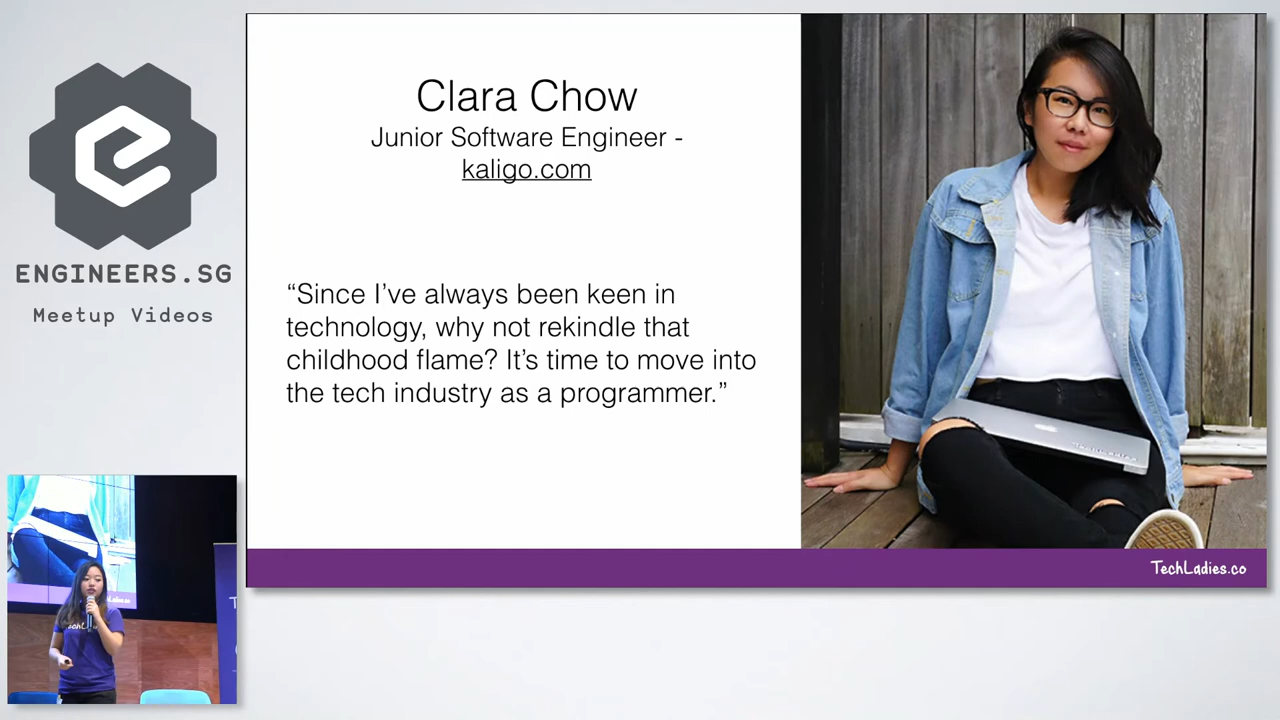 ENGINEERS.SG
Meetup Videos
Clara Chow
Junior Software Engineer -
kaligo.com
“Since I’ve always been keen in
technology, why not rekindle that
childhood flame? It’s time to move into
the tech industry as a programmer.”
TechLadies.co